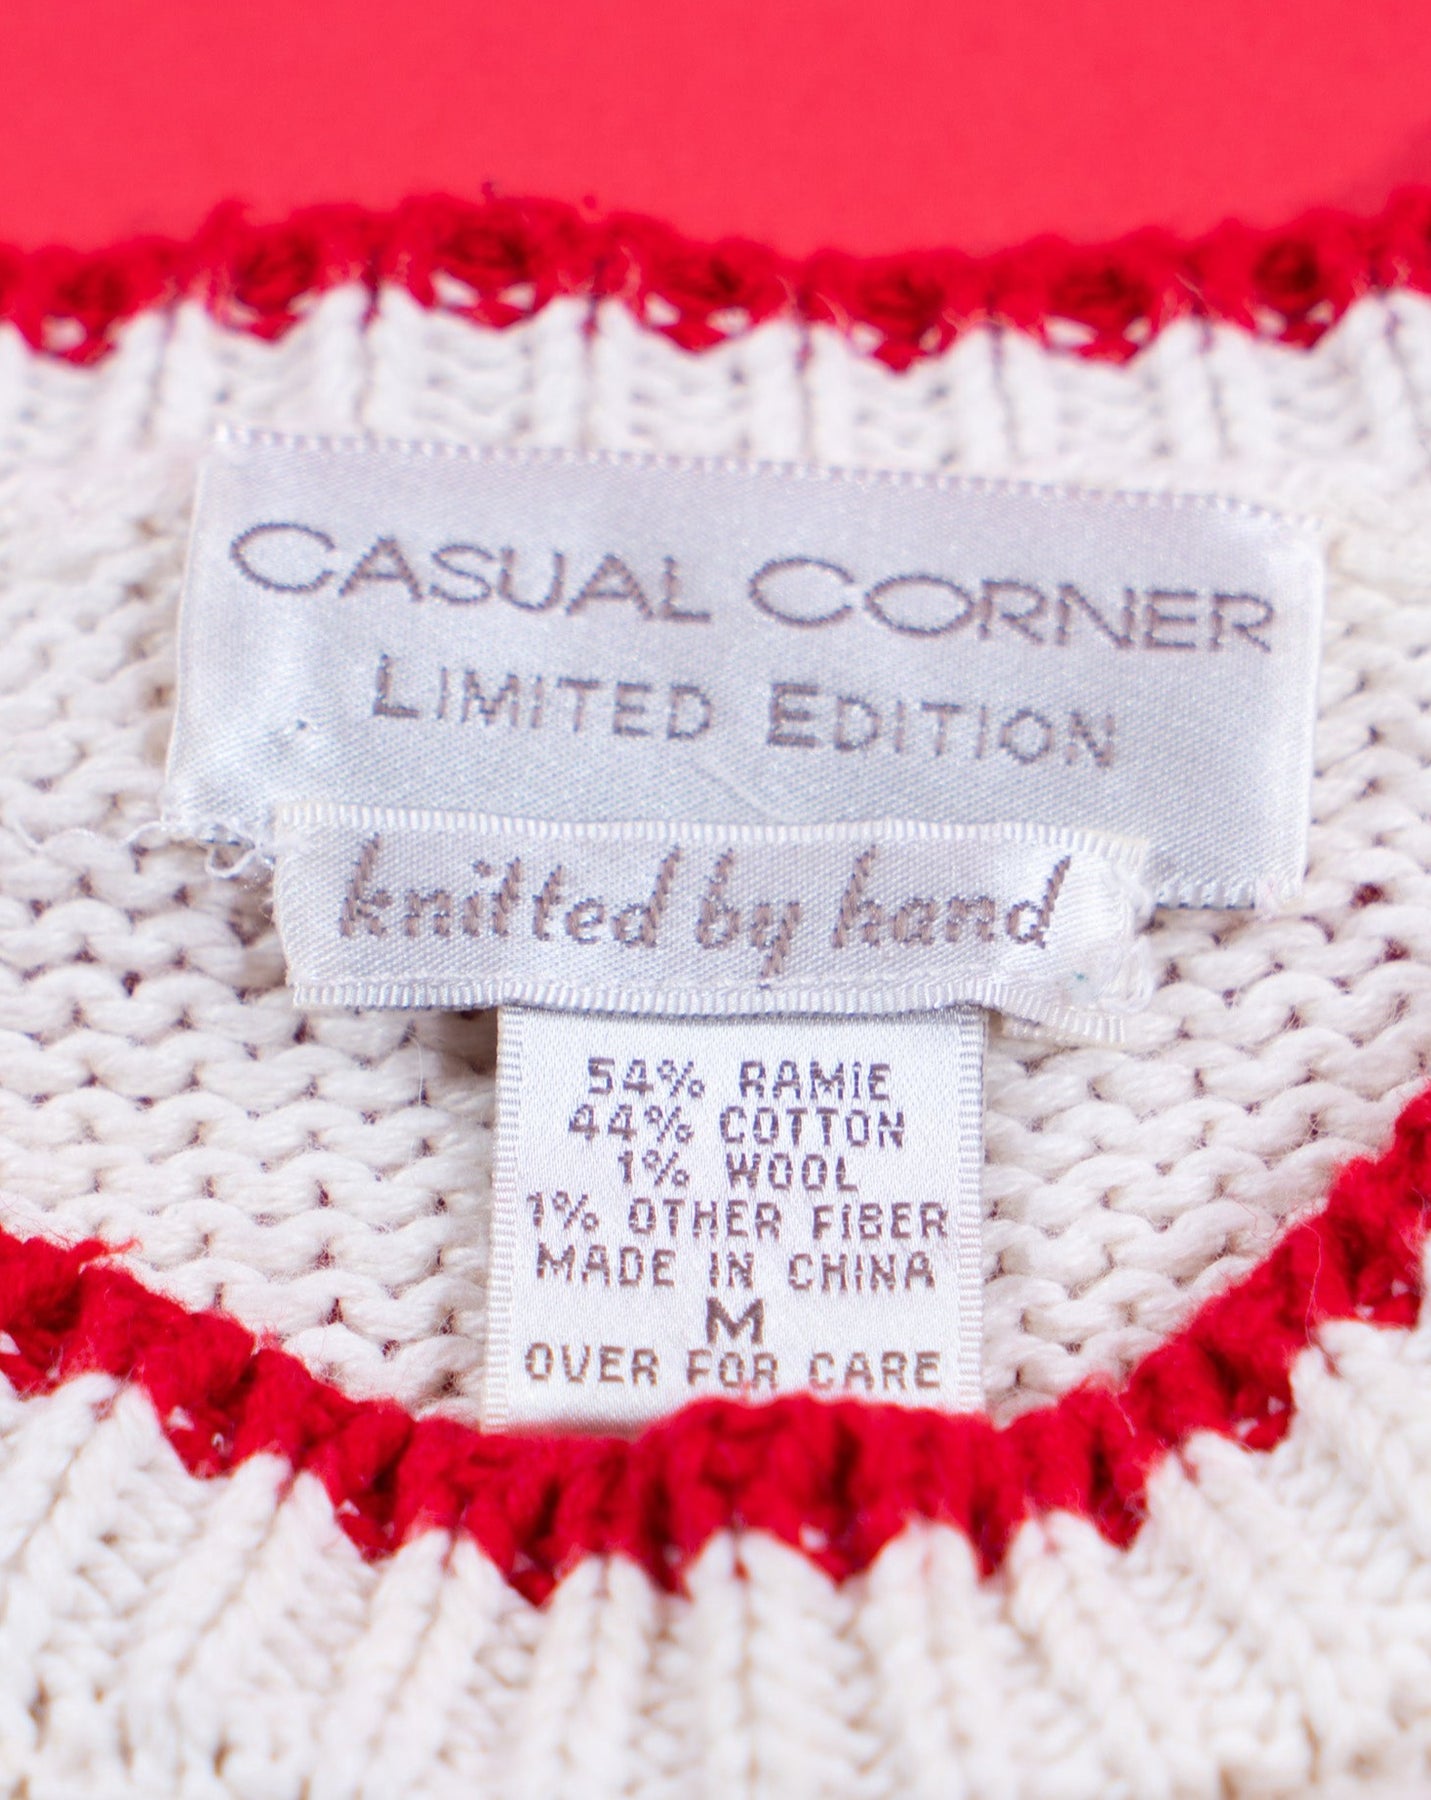 CASUAL CORNER
LIMITED EDITION
knitted by hand
54% RAMIE
44% COTTON
1% WOOL
1% OTHER FIBER
MADE IN CHINA
M
OVER FOR CARE